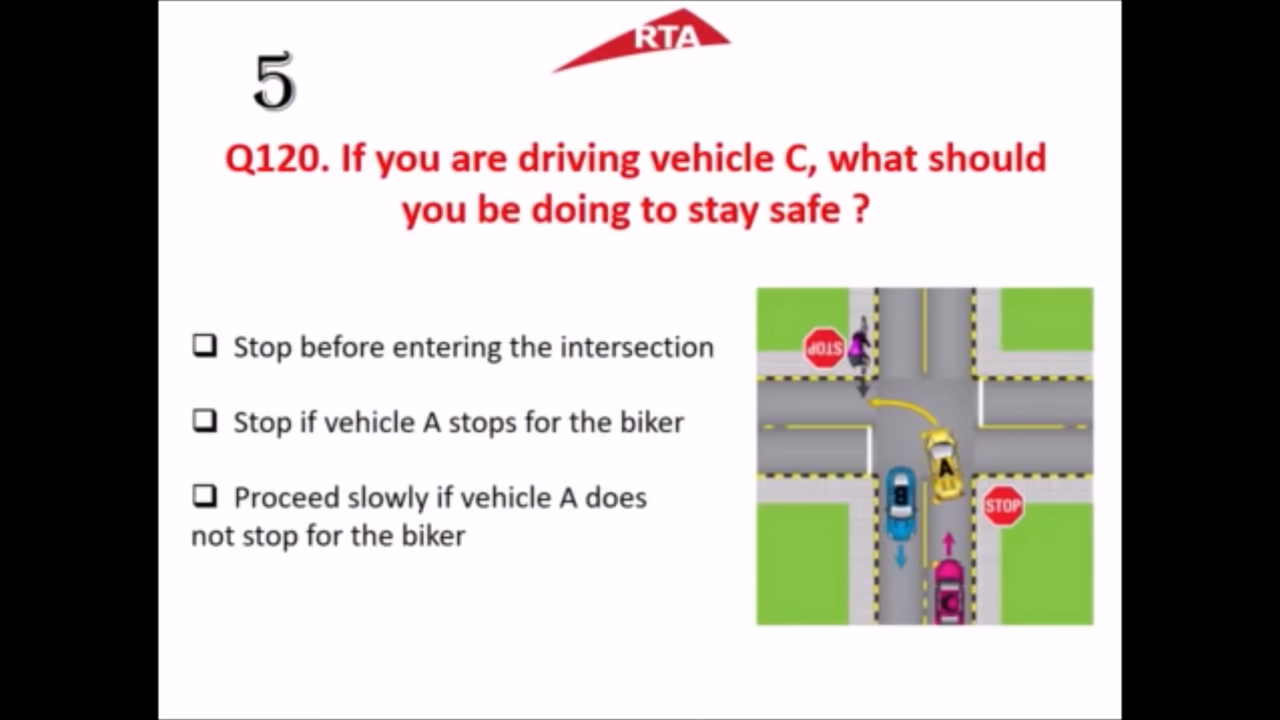 RTA
5
Q120. If you are driving vehicle C, what should
you be doing to stay safe ?
Stop before entering the intersection
Stop if vehicle A stops for the biker
Proceed slowly if vehicle A does
not stop for the biker
STOP
A
B
STOP
C